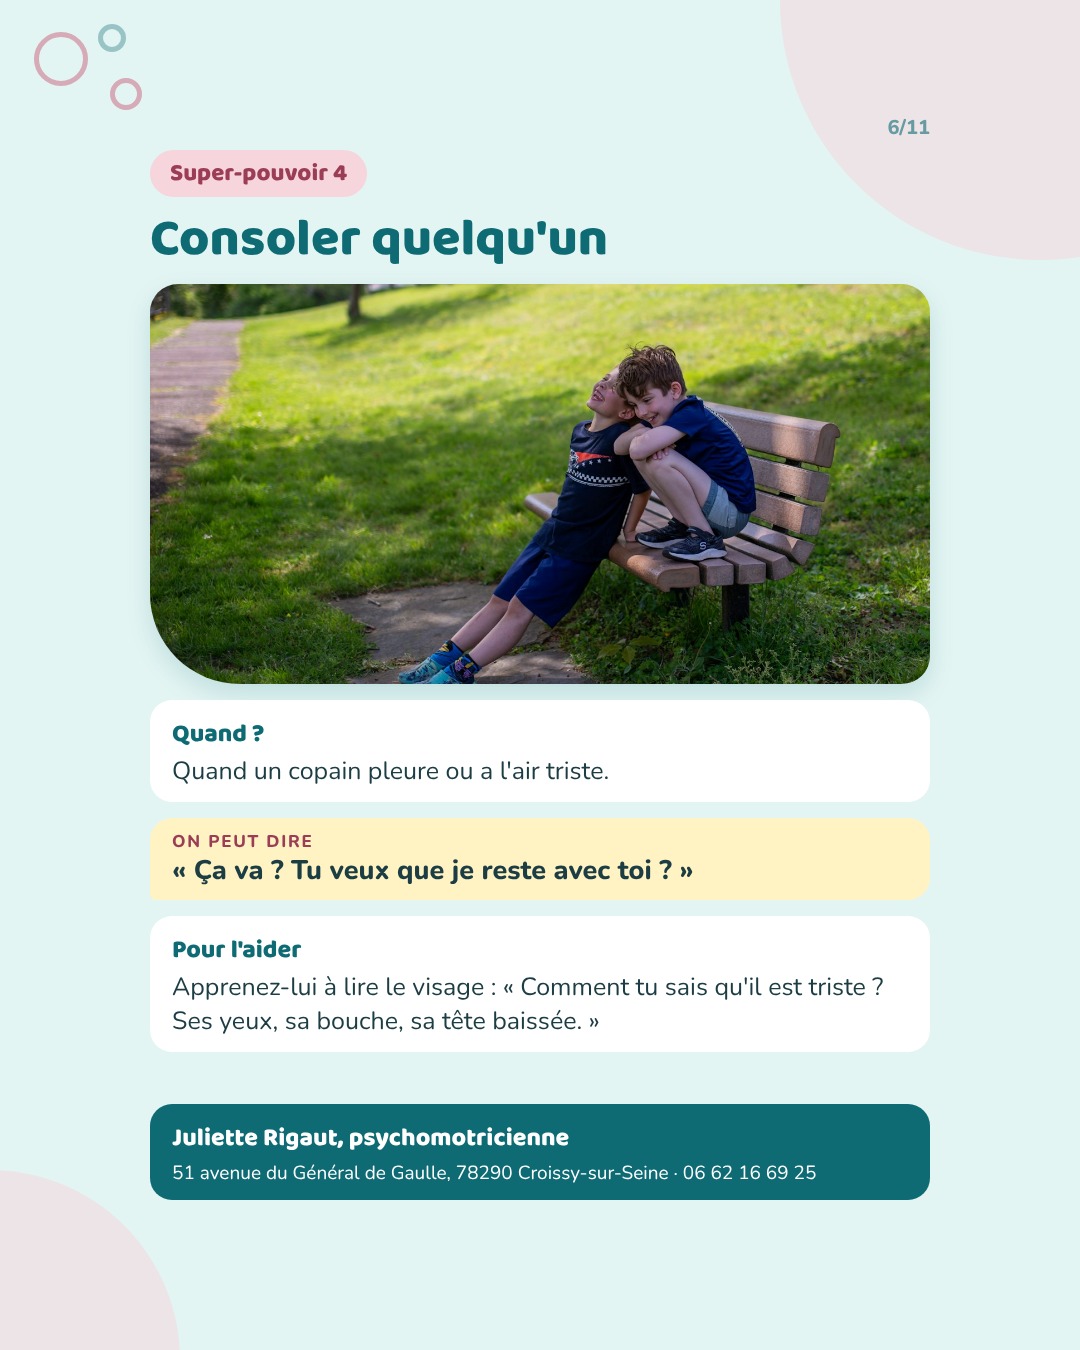 6/11
Super-pouvoir 4
Consoler quelqu'un
Quand ?
Quand un copain pleure ou a l'air triste.
ON PEUT DIRE
« Ça va ? Tu veux que je reste avec toi ? »
Pour l'aider
Apprenez-lui à lire le visage : « Comment tu sais qu'il est triste ?
Ses yeux, sa bouche, sa tête baissée. »
Juliette Rigaut, psychomotricienne
51 avenue du Général de Gaulle, 78290 Croissy-sur-Seine · 06 62 16 69 25